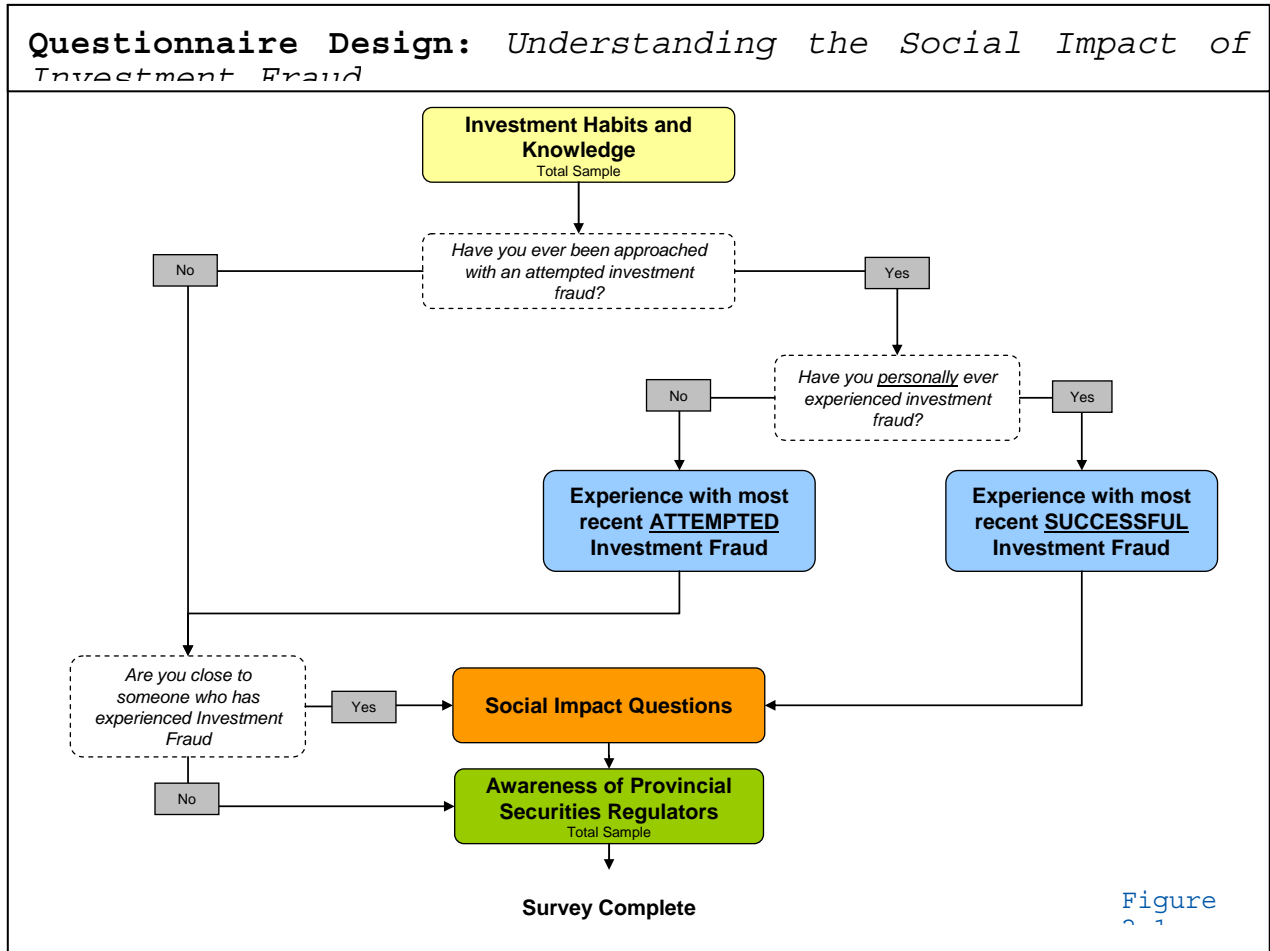 Questionnaire Design: Understanding the Social Impact of
Investment Fraud
Investment Habits and
Knowledge
Total Sample
Have you ever been approached
with an attempted investment
fraud?
No
Yes
Have you personally ever
experienced investment
fraud?
No
Yes
Experience with most
recent ATTEMPTED
Investment Fraud
Experience with most
recent SUCCESSFUL
Investment Fraud
Are you close to
someone who has
experienced Investment
Fraud
Yes
Social Impact Questions
No
Awareness of Provincial
Securities Regulators
Total Sample
Survey Complete
Figure